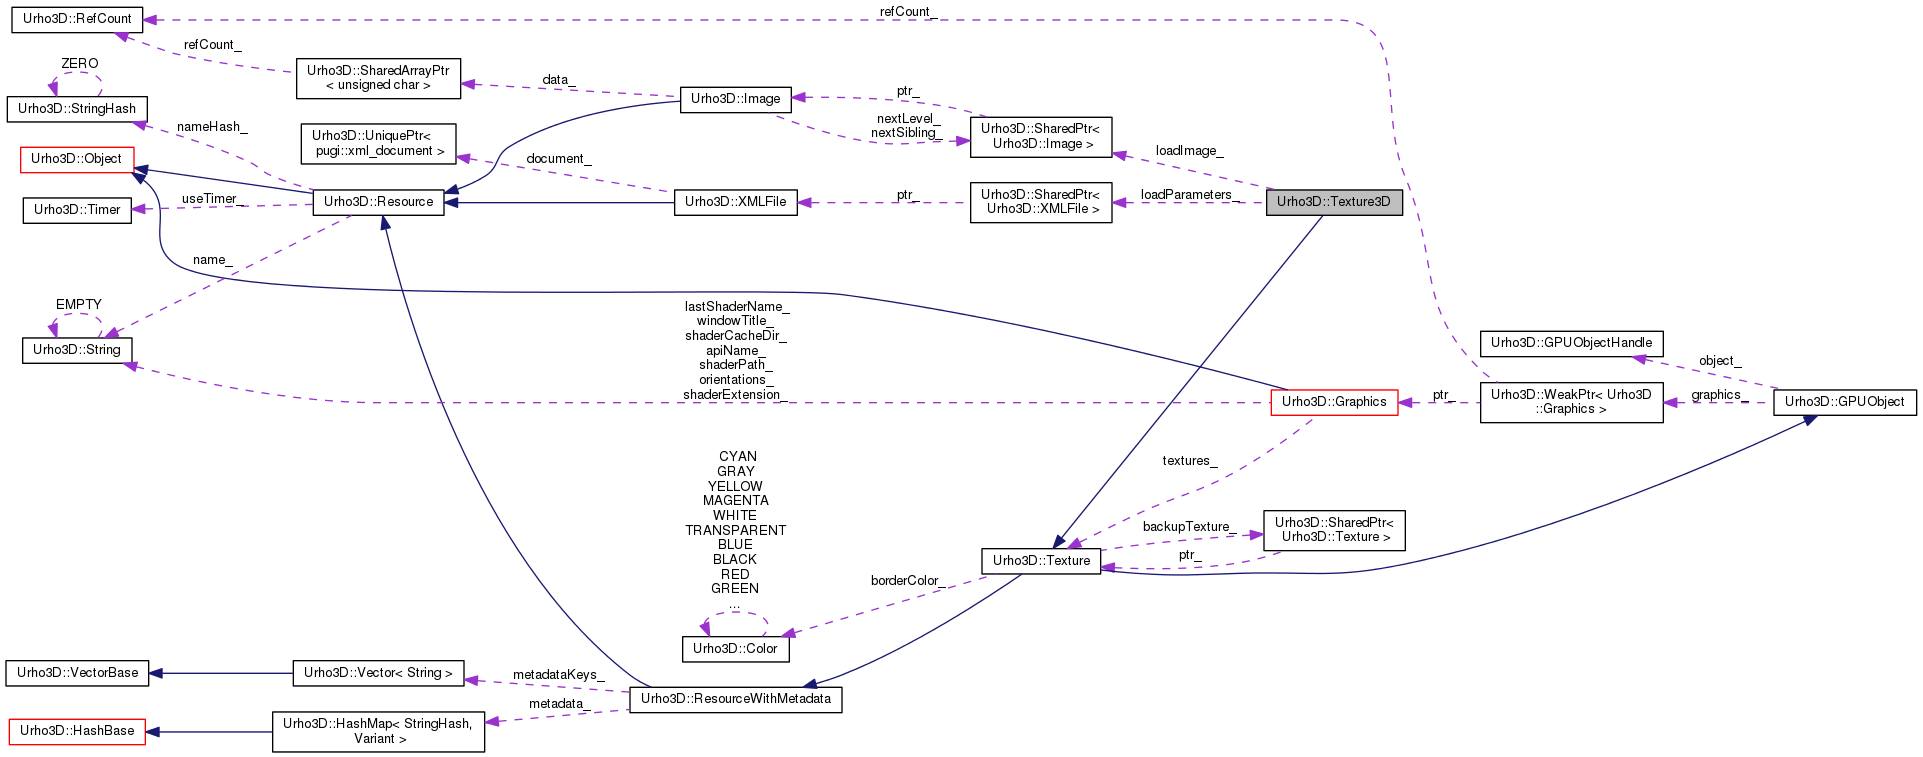 Urho3D::RefCount
refCount_
refCount_
ZERO
Urho3D::SharedArrayPtr
< unsigned char >
data_
Urho3D::Image
ptr_
Urho3D::StringHash
nameHash_
Urho3D::UniquePtr<
pugi::xml_document >
nextLevel_
nextSibling_
Urho3D::SharedPtr<
Urho3D::Image >
loadImage_
Urho3D::Object
document_
useTimer_
Urho3D::Timer
Urho3D::Resource
Urho3D::XMLFile
ptr_
Urho3D::SharedPtr<
Urho3D::XMLFile >
loadParameters_
Urho3D::Texture3D
name_
EMPTY
Urho3D::String
lastShaderName_
windowTitle_
shaderCacheDir_
apiName_
shaderPath_
orientations_
shaderExtension_
Urho3D::Graphics
ptr_
Urho3D::GPUObjectHandle
object_
Urho3D::WeakPtr< Urho3D
::Graphics >
graphics_
Urho3D::GPUObject
textures_
CYAN
GRAY
YELLOW
MAGENTA
WHITE
TRANSPARENT
BLUE
BLACK
RED
GREEN
...
backupTexture_
Urho3D::SharedPtr<
Urho3D::Texture >
ptr_
Urho3D::Texture
borderColor_
Urho3D::Color
Urho3D::VectorBase
Urho3D::Vector< String >
metadataKeys_
Urho3D::ResourceWithMetadata
metadata_
Urho3D::HashBase
Urho3D::HashMap< StringHash,
Variant >